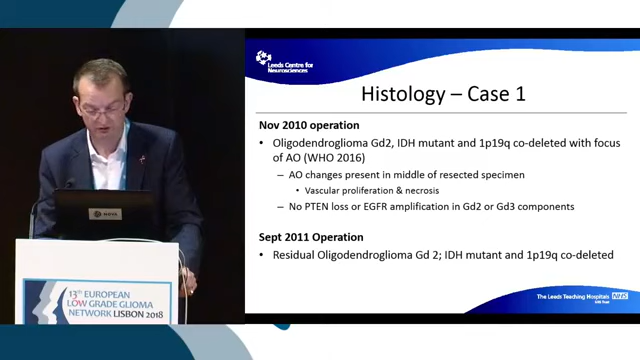 Leeds Centre for
Neurosciences
Histology – Case 1
Nov 2010 operation
• Oligodendroglioma Gd2, IDH mutant and 1p19q co-deleted with focus
of AO (WHO 2016)
– AO changes present in middle of resected specimen
• Vascular proliferation & necrosis
– No PTEN loss or EGFR amplification in Gd2 or Gd3 components
Sept 2011 Operation
• Residual Oligodendroglioma Gd 2; IDH mutant and 1p19q co-deleted
The Leeds Teaching Hospitals NHS
NHS Trust
13th EUROPEAN
LOW GRADE GLIOMA
NETWORK LISBON 2018